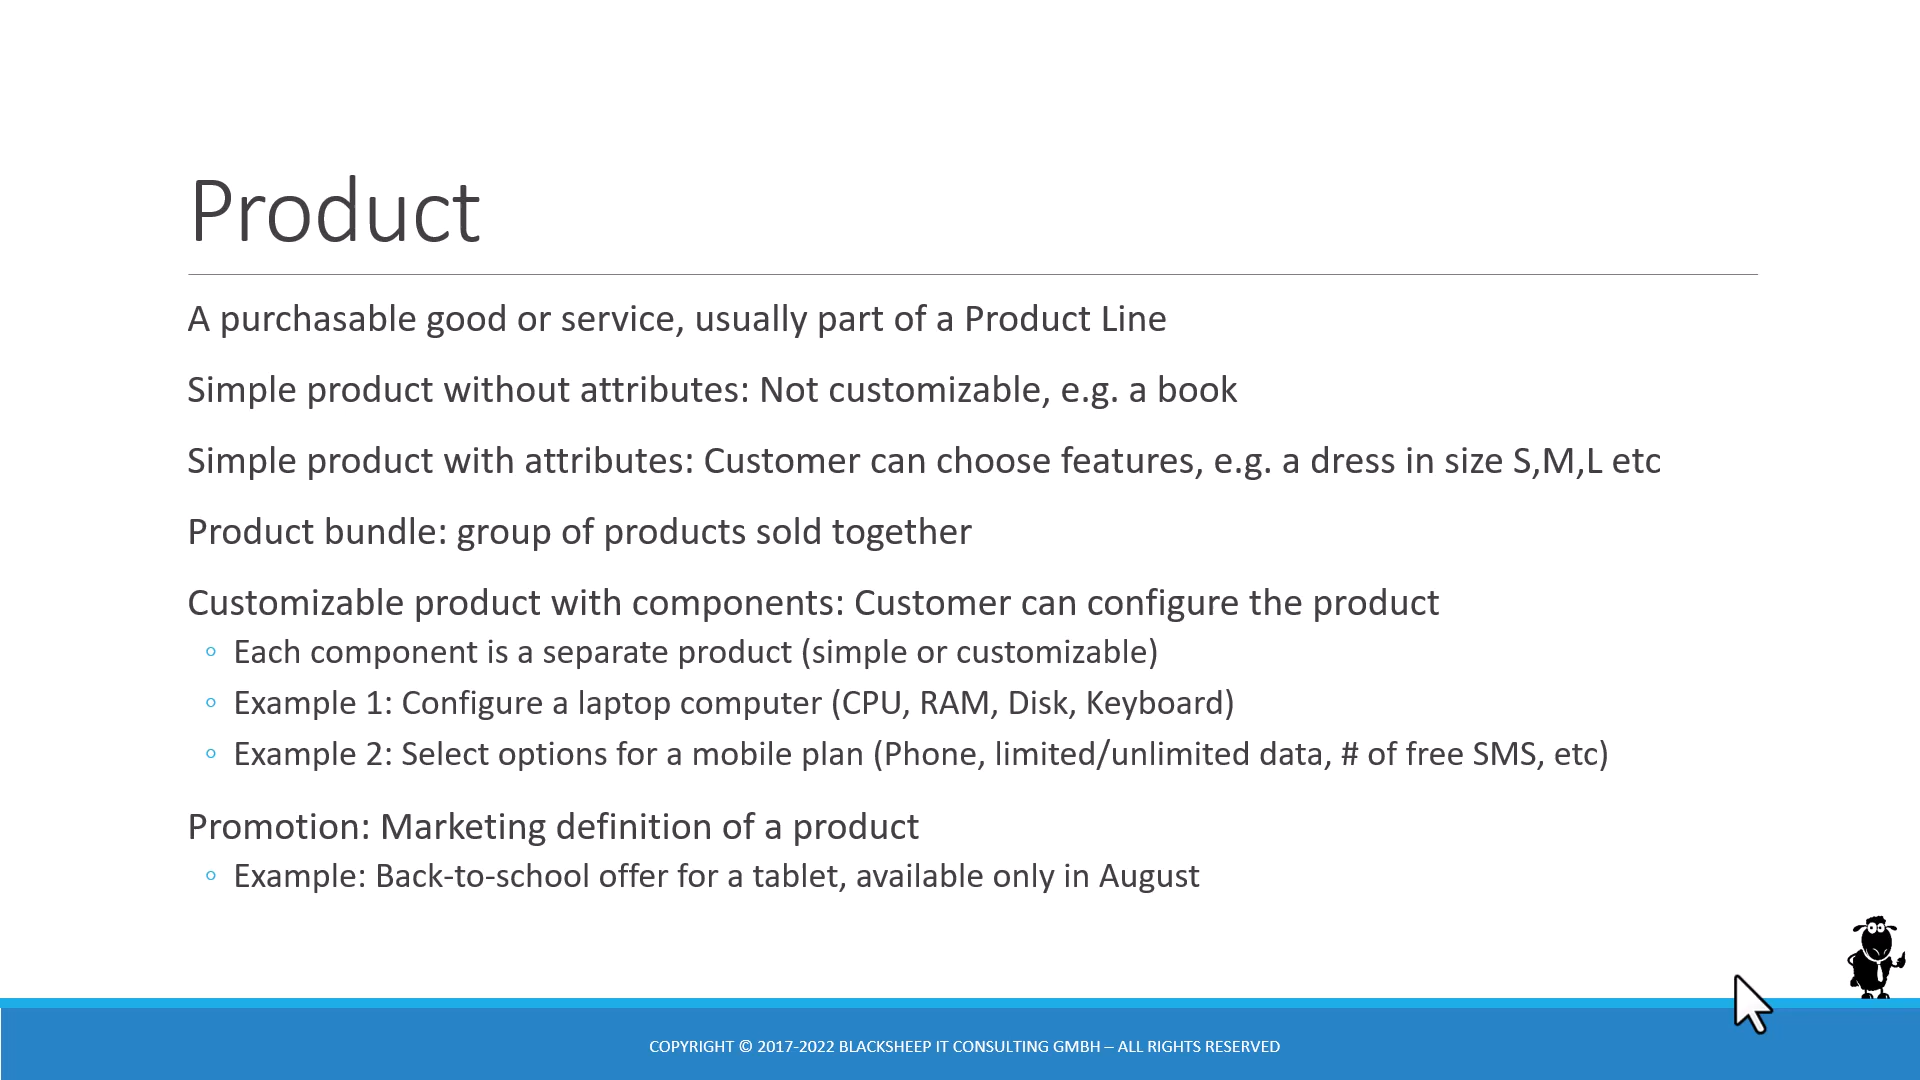 Product
A purchasable good or service, usually part of a Product Line
Simple product without attributes: Not customizable, e.g. a book
Simple product with attributes: Customer can choose features, e.g. a dress in size S,M,L etc
Product bundle: group of products sold together
Customizable product with components: Customer can configure the product
◦ Each component is a separate product (simple or customizable)
◦ Example 1: Configure a laptop computer (CPU, RAM, Disk, Keyboard)
◦ Example 2: Select options for a mobile plan (Phone, limited/unlimited data, # of free SMS, etc)
Promotion: Marketing definition of a product
◦ Example: Back-to-school offer for a tablet, available only in August
COPYRIGHT © 2017-2022 BLACKSHEEP IT CONSULTING GMBH – ALL RIGHTS RESERVED